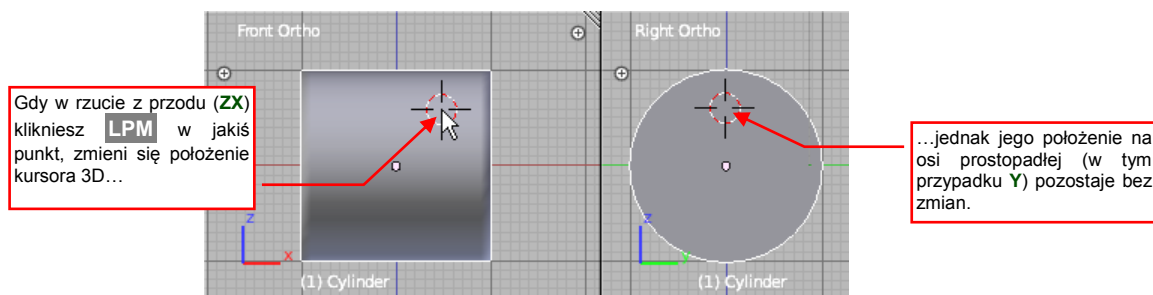 Front Ortho
Right Ortho
Gdy w rzucie z przodu (ZX)
klikniesz LPM w jakiś
punkt, zmieni się położenie
kursora 3D…
…jednak jego położenie na
osi prostopadłej (w tym
przypadku Y) pozostaje bez
zmian.
z
x
(1) Cylinder
z
Y
(1) Cylinder